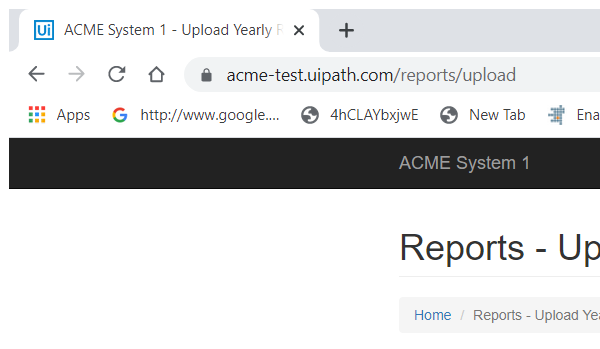 Ui ACME System 1 - Upload Yearly R
acme-test.uipath.com/reports/upload
Apps http://www.google.... 4hCLAYbxjwE New Tab Ena
ACME System 1
Reports - Up
Home / Reports - Upload Yea